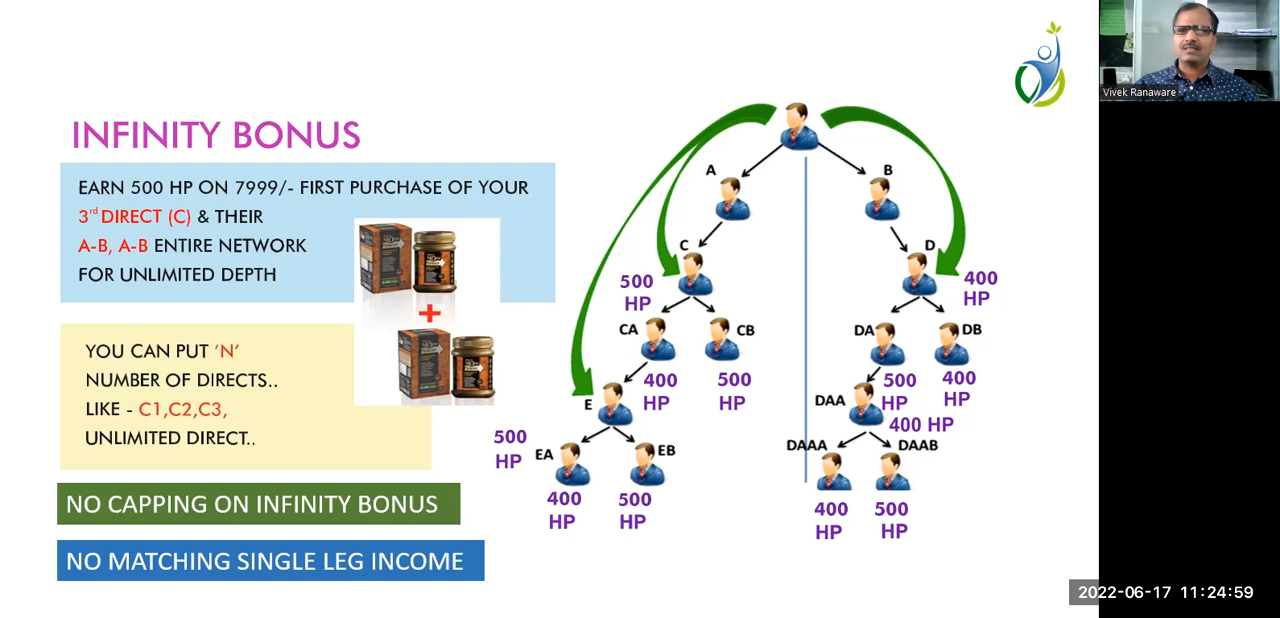 Vivek Ranaware
INFINITY BONUS
EARN 500 HP ON 7999/- FIRST PURCHASE OF YOUR
3rd DIRECT (C) & THEIR
A-B, A-B ENTIRE NETWORK
FOR UNLIMITED DEPTH
+
YOU CAN PUT ‘N’
NUMBER OF DIRECTS..
LIKE - C1,C2,C3,
UNLIMITED DIRECT..
NO CAPPING ON INFINITY BONUS
NO MATCHING SINGLE LEG INCOME
A
B
C
D
500
HP
400
HP
CA
CB
DA
DB
400
HP
500
HP
500
HP
400
HP
E
DAA
400 HP
500
HP
EA
EB
DAAA
DAAB
400
HP
500
HP
400
HP
500
HP
2022-06-17 11:24:59